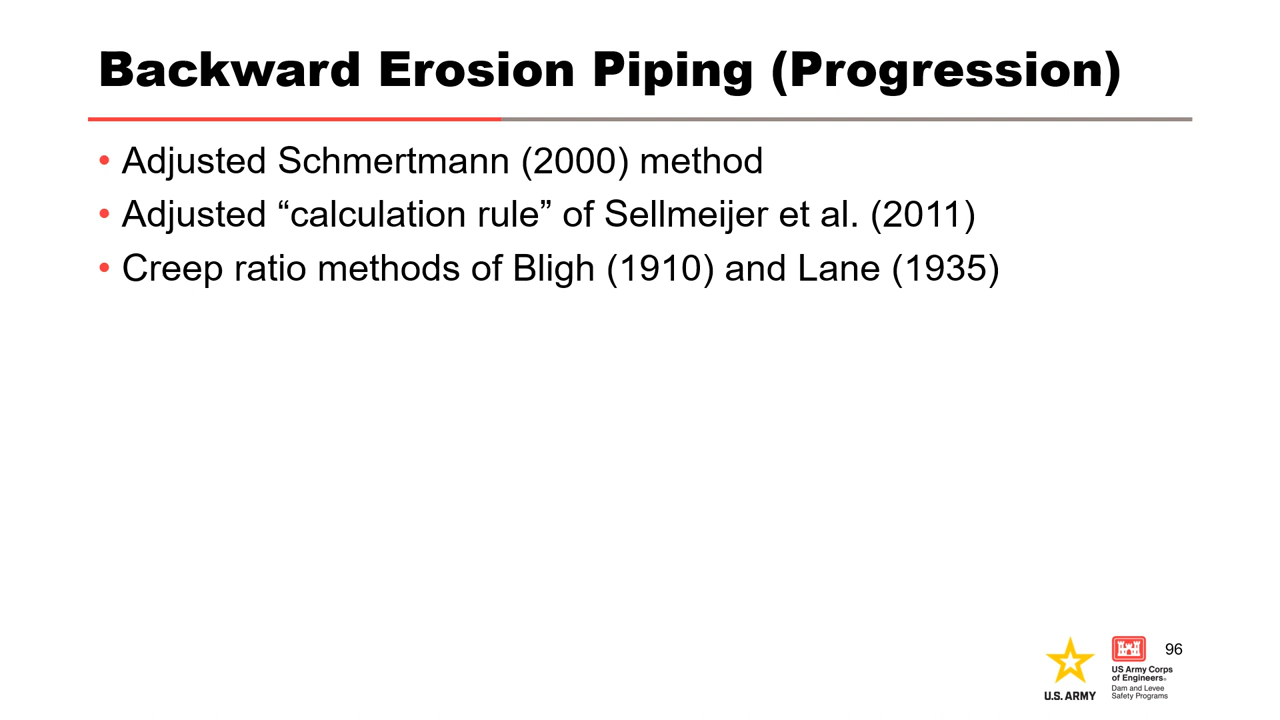 Backward Erosion Piping (Progression)
• Adjusted Schmertmann (2000) method
• Adjusted “calculation rule” of Sellmeijer et al. (2011)
• Creep ratio methods of Bligh (1910) and Lane (1935)
96
U.S. ARMY
US Army Corps
of Engineers®
Dam and Levee
Safety Programs